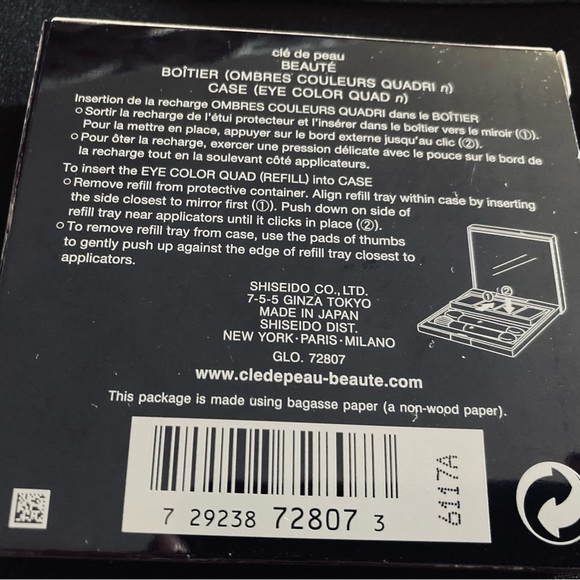 clé de peau
BEAUTÉ
BOÎTIER (OMBRES COULEURS QUADRI n)
CASE (EYE COLOR QUAD n)
Insertion de la recharge OMBRES COULEURS QUADRI dans le BOÎTIER
○ Sortir la recharge de l'étui protecteur et l'insérer dans le boîtier vers le miroir (①).
Pour la mettre en place, appuyer sur le bord externe jusqu'au clic (②).
○ Pour ôter la recharge, exercer une pression délicate avec le pouce sur le bord de
la recharge tout en la soulevant côté applicateurs.
To insert the EYE COLOR QUAD (REFILL) into CASE
○ Remove refill from protective container. Align refill tray within case by inserting
the side closest to mirror first (①). Push down on side of
refill tray near applicators until it clicks in place (②).
○ To remove refill tray from case, use the pads of thumbs
to gently push up against the edge of refill tray closest to
applicators.
① ②
SHISEIDO CO., LTD.
7-5-5 GINZA TOKYO
MADE IN JAPAN
SHISEIDO DIST.
NEW YORK·PARIS·MILANO
GLO. 72807
www.cledepeau-beaute.com
This package is made using bagasse paper (a non-wood paper).
7 29238 72807 3
6117A